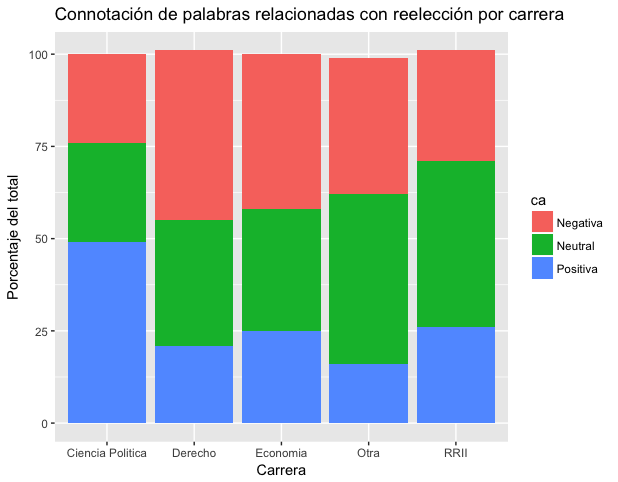 Connotación de palabras relacionadas con reelección por carrera
100
75
50
25
0
Porcentaje del total
Ciencia Politica Derecho Economia Otra RRII
Carrera
ca
Negativa
Neutral
Positiva